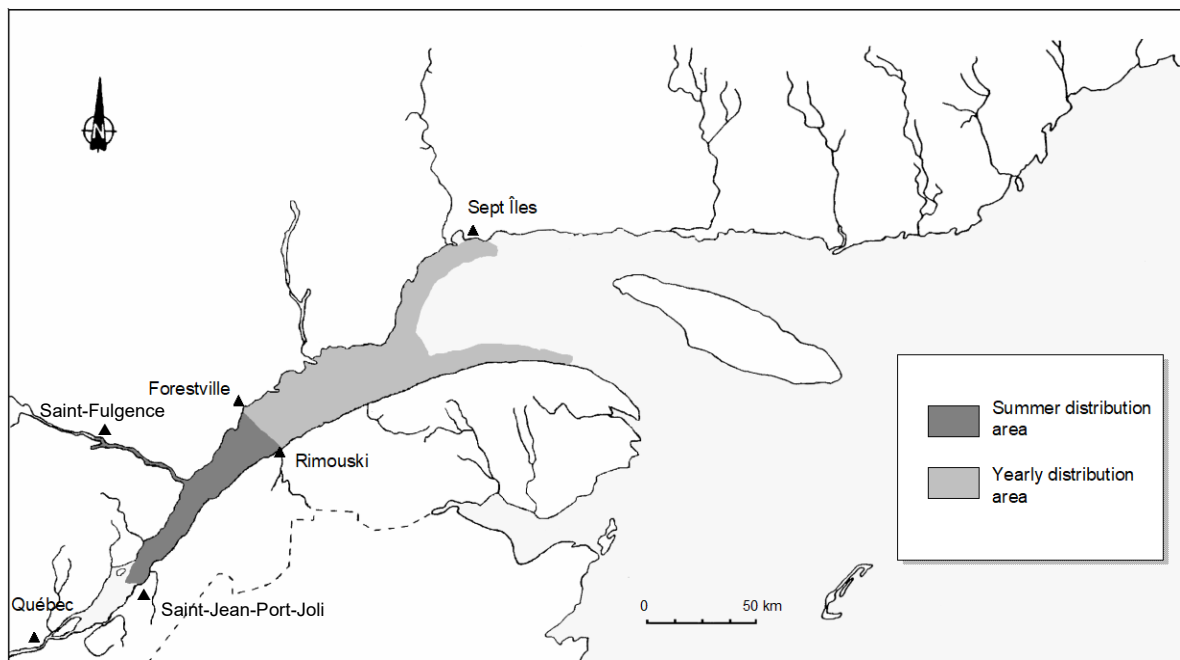 N
Sept Îles
Forestville
Saint-Fulgence
Rimouski
Saint-Jean-Port-Joli
Québec
0 50 km
Summer distribution
area
Yearly distribution
area